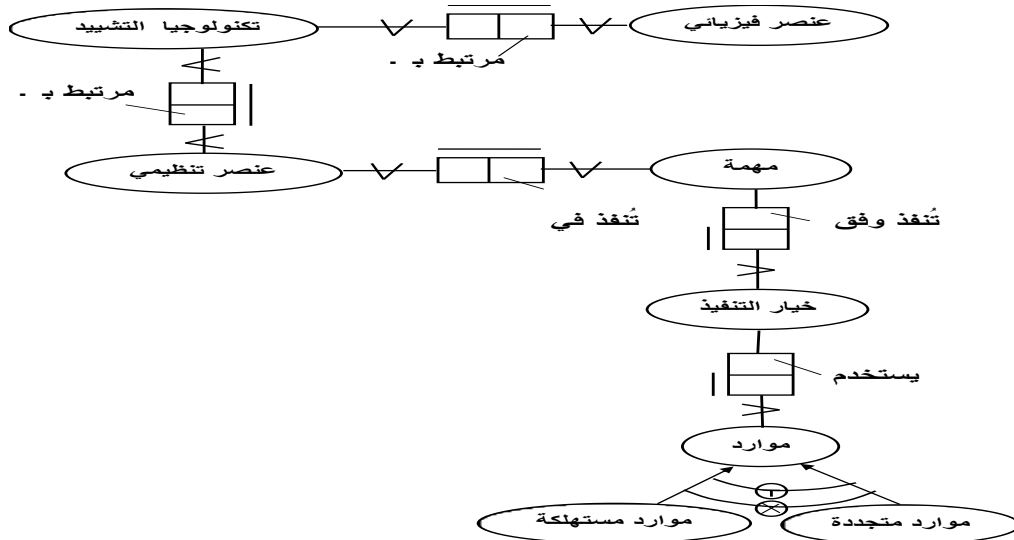 عنصر فيزيائي
تكنولوجيا التشييد
مرتبط بـ .
مرتبط بـ .
مهمة
عنصر تنظيمي
تُنفذ وفق
تُنفذ في
خيار التنفيذ
يستخدم
موارد
موارد متجددة
موارد مستهلكة